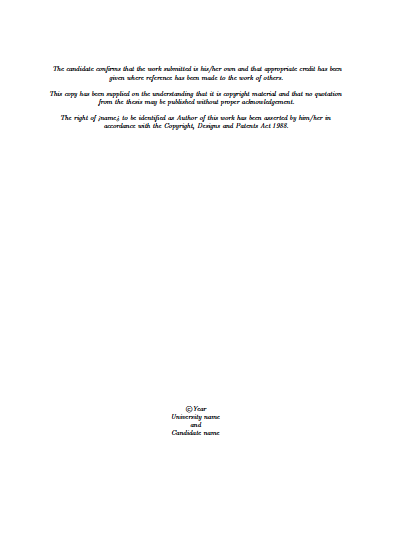 The candidate confirms that the work submitted is his/her own and that appropriate credit has been
given where reference has been made to the work of others.
This copy has been supplied on the understanding that it is copyright material and that no quotation
from the thesis may be published without proper acknowledgement.
The right of ¡name¿ to be identified as Author of this work has been asserted by him/her in
accordance with the Copyright, Designs and Patents Act 1988.
©Year
University name
and
Candidate name